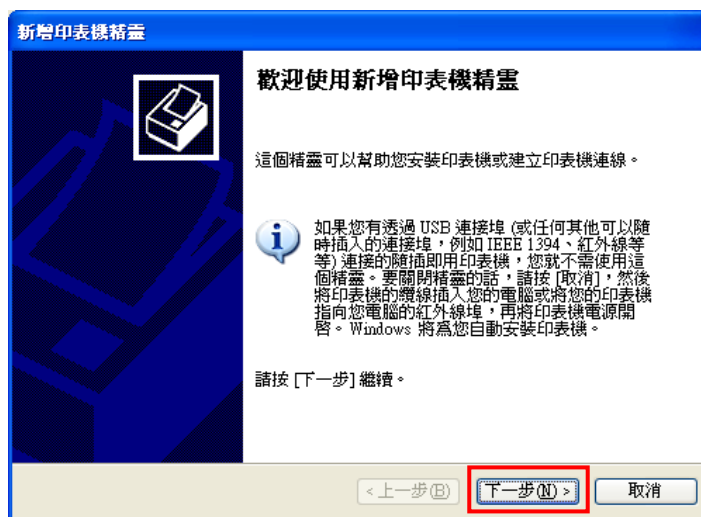 新增印表機精靈
歡迎使用新增印表機精靈
這個精靈可以幫助您安裝印表機或建立印表機連線。
如果您有透過 USB 連接埠 (或任何其他可以隨
時插入的連接埠，例如 IEEE 1394、紅外線等
等) 連接的隨插即用印表機，您就不需使用這
個精靈。要關閉精靈的話，請按 [取消]，然後
將印表機的纜線插入您的電腦或將您的印表機
指向您電腦的紅外線埠，再將印表機電源開
啓。Windows 將為您自動安裝印表機。
請按 [下一步] 繼續。
<上一步(B) 下一步(N) > 取消